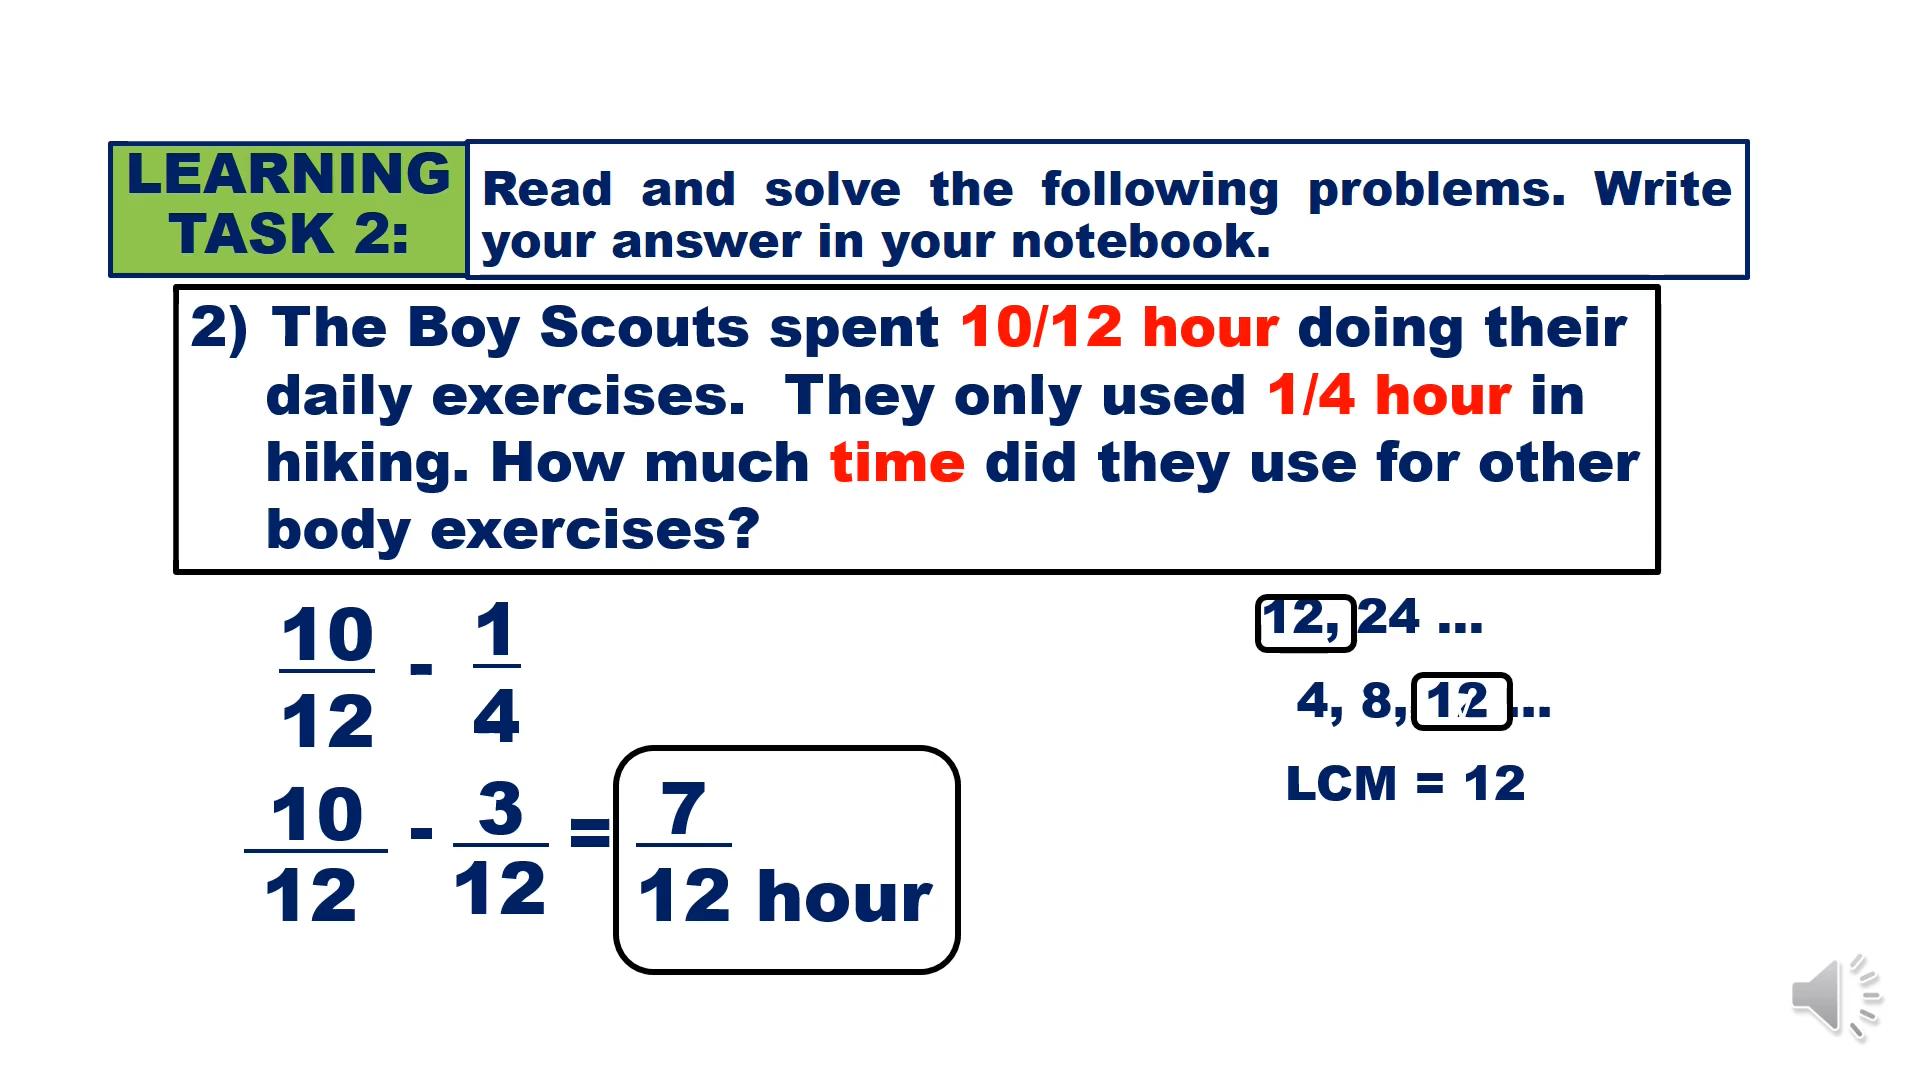 LEARNING
TASK 2:
Read and solve the following problems. Write
your answer in your notebook.
2) The Boy Scouts spent 10/12 hour doing their
daily exercises. They only used 1/4 hour in
hiking. How much time did they use for other
body exercises?
10/12 - 1/4
10/12 - 3/12 = 7/12 hour
12, 24 ...
4, 8, 12 ...
LCM = 12